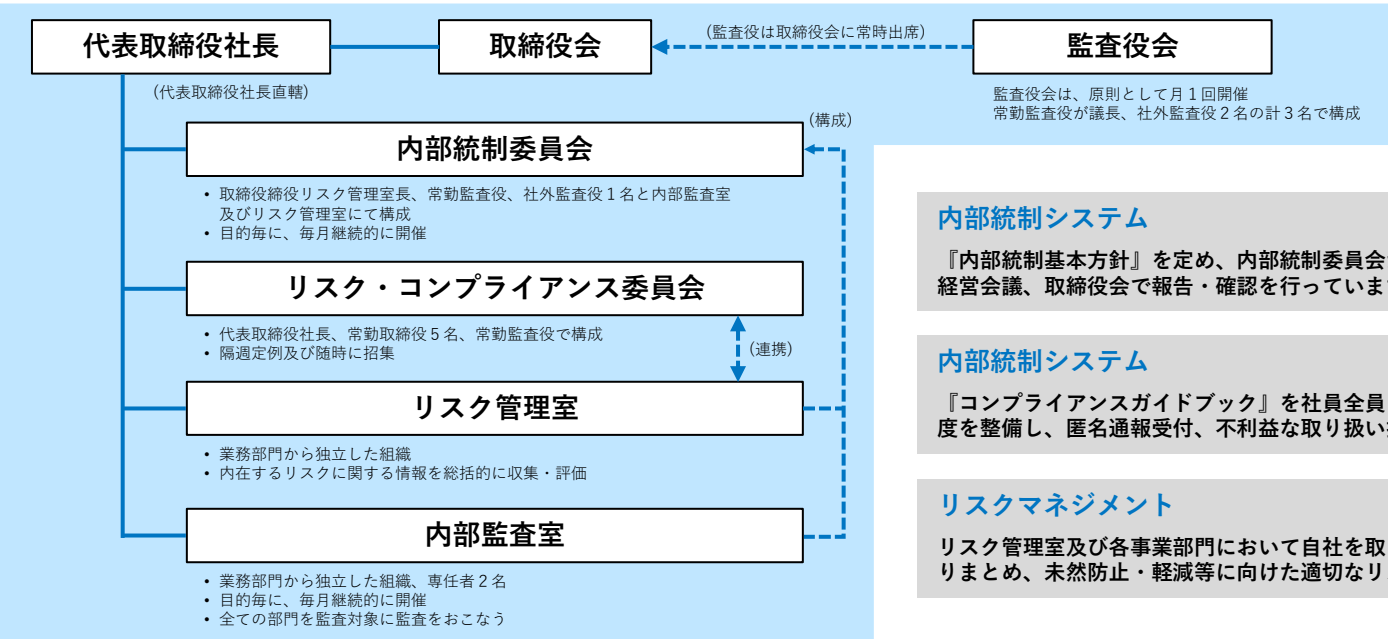 代表取締役社長
取締役会
(監査役は取締役会に常時出席)
監査役会
(代表取締役社長直轄)
監査役会は、原則として月１回開催
常勤監査役が議長、社外監査役２名の計３名で構成
(構成)
内部統制委員会
• 取締役締役リスク管理室長、常勤監査役、社外監査役１名と内部監査室
及びリスク管理室にて構成
• 目的毎に、毎月継続的に開催
リスク・コンプライアンス委員会
• 代表取締役社長、常勤取締役５名、常勤監査役で構成
• 隔週定例及び随時に招集
(連携)
リスク管理室
• 業務部門から独立した組織
• 内在するリスクに関する情報を総括的に収集・評価
内部監査室
• 業務部門から独立した組織、専任者２名
• 目的毎に、毎月継続的に開催
• 全ての部門を監査対象に監査をおこなう
内部統制システム
『内部統制基本方針』を定め、内部統制委員会
経営会議、取締役会で報告・確認を行っていま
内部統制システム
『コンプライアンスガイドブック』を社員全員
度を整備し、匿名通報受付、不利益な取り扱い
リスクマネジメント
リスク管理室及び各事業部門において自社を取
りまとめ、未然防止・軽減等に向けた適切なリ